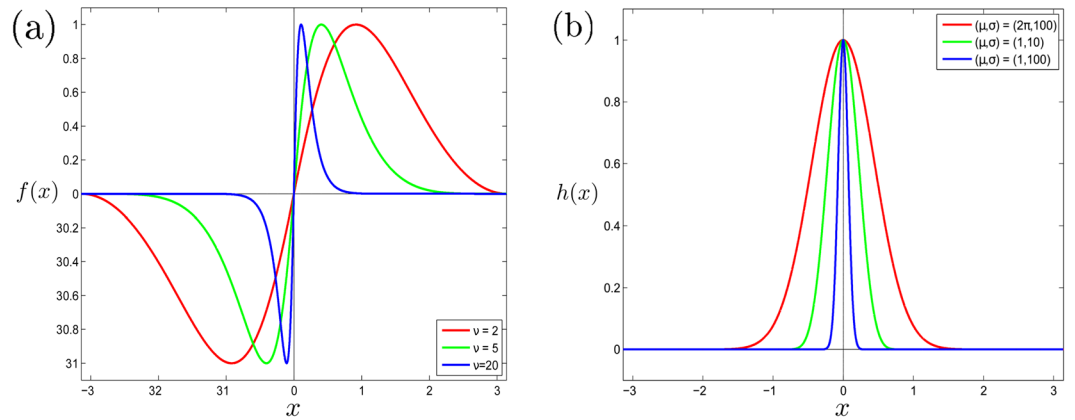 (a)
1
0.8
0.6
0.4
0.2
0
30.2
30.4
30.6
30.8
31
f(x)
−3 32 31 0 1 2 3
x
ν = 2
ν = 5
ν=20
(b)
1
0.8
0.6
0.4
0.2
0
h(x)
−3 −2 −1 0 1 2 3
x
(μ,σ) = (2π,100)
(μ,σ) = (1,10)
(μ,σ) = (1,100)